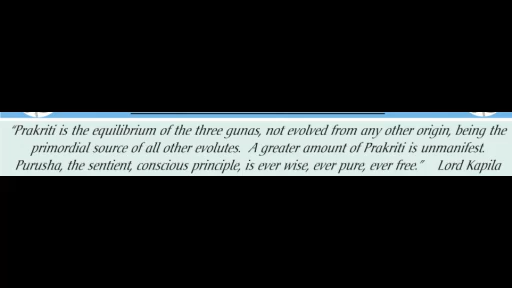 "Prakriti is the equilibrium of the three gunas, not evolved from any other origin, being the
primordial source of all other evolutes. A greater amount of Prakriti is unmanifest.
Purusha, the sentient, conscious principle, is ever wise, ever pure, ever free." Lord Kapila